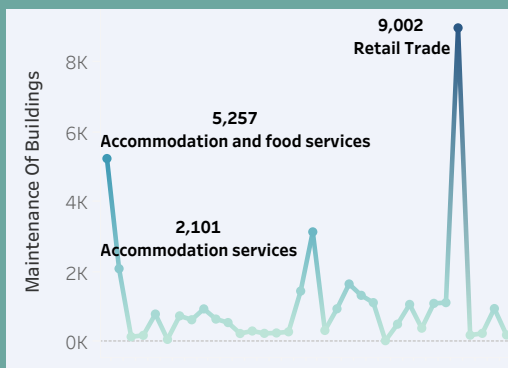 9,002
Retail Trade
8K
5,257
6K
Accommodation and food services
4K
2,101
Accommodation services
2K
0K
Maintenance Of Buildings